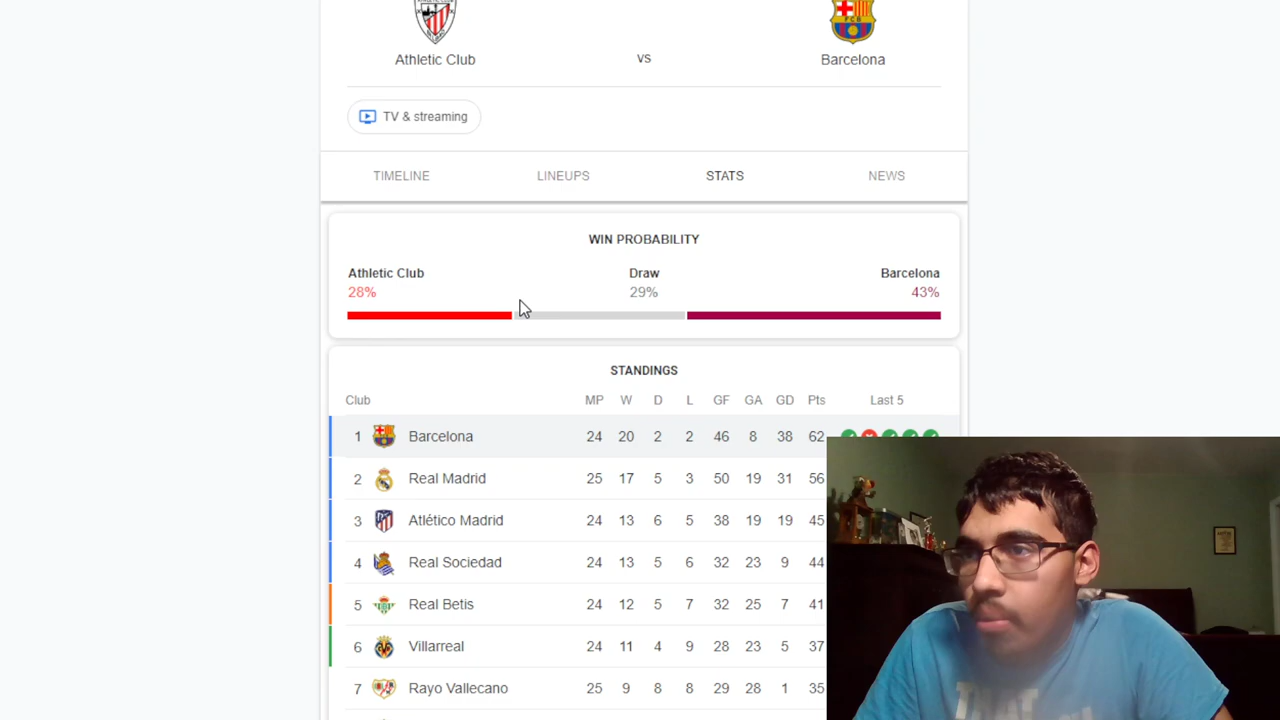 Athletic Club vs Barcelona
TV & streaming
TIMELINE LINEUPS STATS NEWS
WIN PROBABILITY
Athletic Club Draw Barcelona
28% 29% 43%
STANDINGS
Club MP W D L GF GA GD Pts Last 5
1 Barcelona 24 20 2 2 46 8 38 62
2 Real Madrid 25 17 5 3 50 19 31 56
3 Atlético Madrid 24 13 6 5 38 19 19 45
4 Real Sociedad 24 13 5 6 32 23 9 44
5 Real Betis 24 12 5 7 32 25 7 41
6 Villarreal 24 11 4 9 28 23 5 37
7 Rayo Vallecano 25 9 8 8 29 28 1 35
THAT